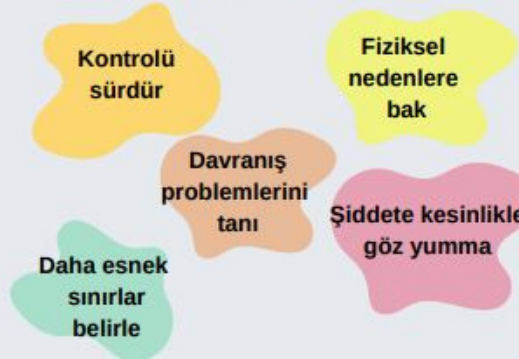 Kontrolü
sürdür
Fiziksel
nedenlere
bak
Davranış
problemlerini
tanı
Şiddete kesinlikle
göz yumma
Daha esnek
sınırlar
belirle